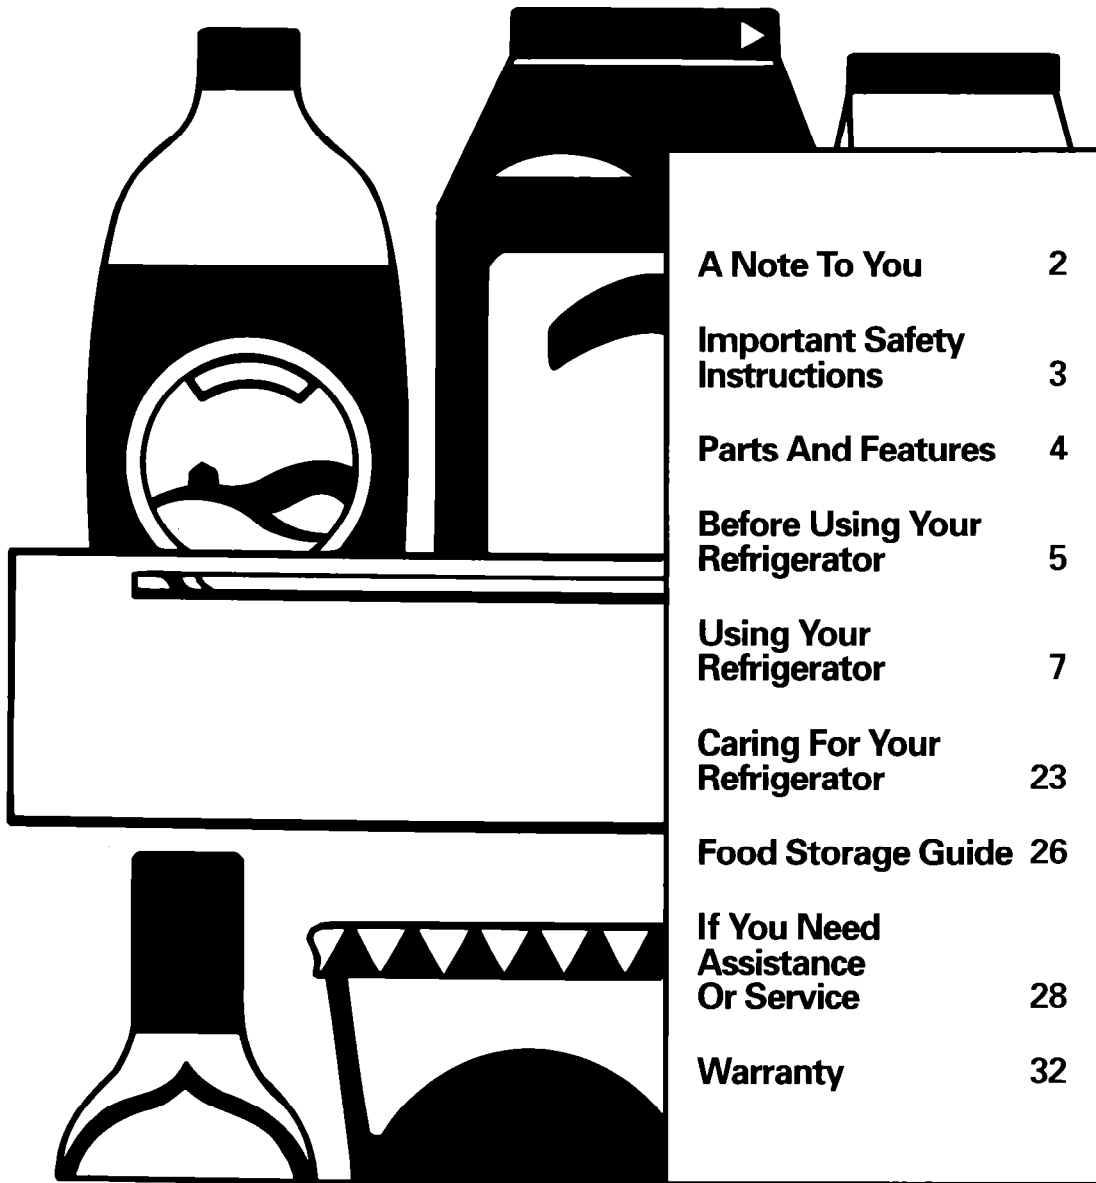 A Note To You 2
Important Safety
Instructions 3
Parts And Features 4
Before Using Your
Refrigerator 5
Using Your
Refrigerator 7
Caring For Your
Refrigerator 23
Food Storage Guide 26
If You Need
Assistance
Or Service 28
Warranty 32